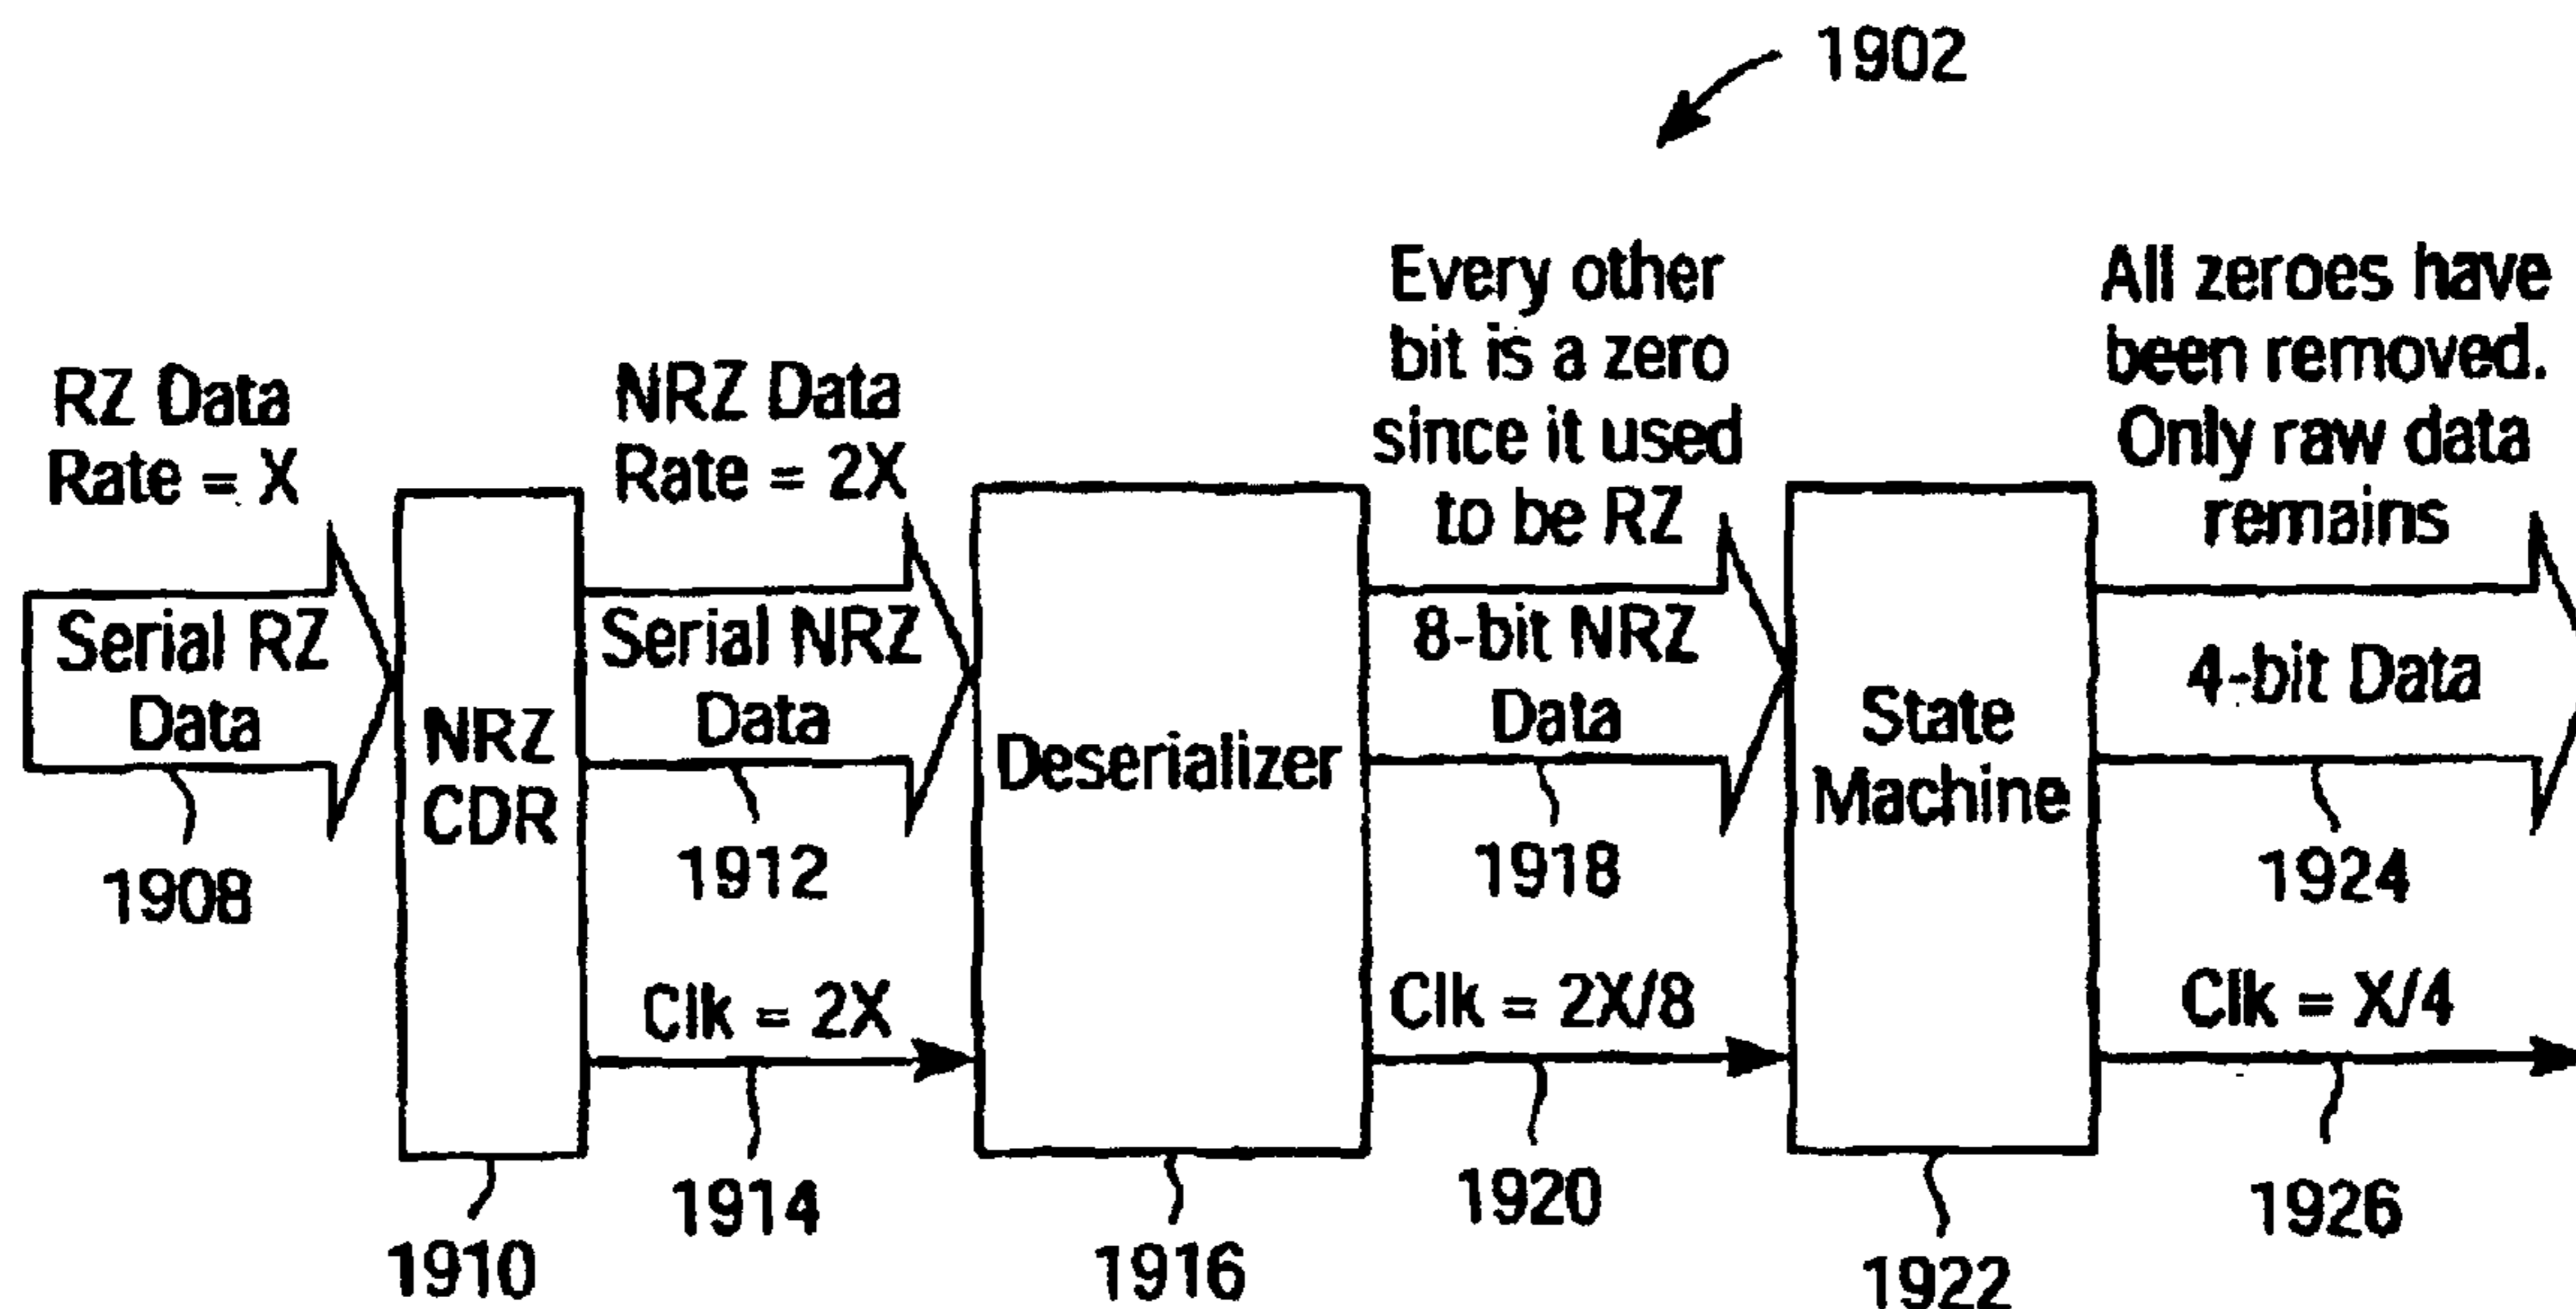 1902
RZ Data
Rate = X
Serial RZ
Data
1908
NRZ
CDR
1910
NRZ Data
Rate = 2X
Serial NRZ
Data
1912
Clk = 2X
1914
Deserializer
1916
Every other
bit is a zero
since it used
to be RZ
8-bit NRZ
Data
1918
Clk = 2X/8
1920
State
Machine
1922
All zeroes have
been removed.
Only raw data
remains
4-bit Data
1924
Clk = X/4
1926